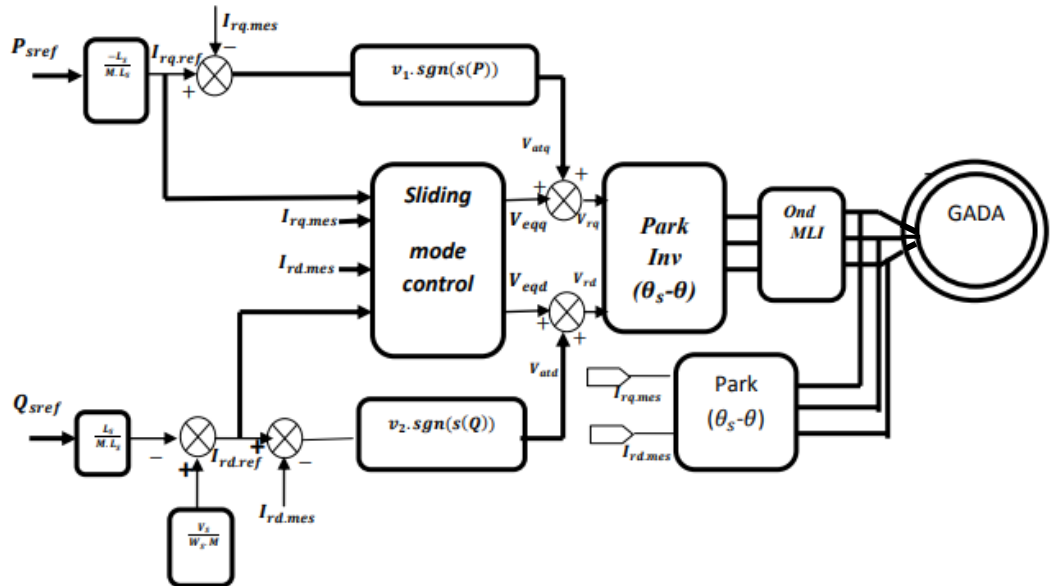 I_rq.mes
P_sref
−
-L_s
M.L_s
I_rq.ref
+
v_1.sgn(s(P))
V_atq
Sliding
mode
control
+
+
I_rq.mes
V_eqq
V_rq
Park
Inv
(θ_s-θ)
Ond
MLI
GADA
I_rd.mes
V_eqd
V_rd
+
+
V_atd
Park
(θ_s-θ)
I_rq.mes
I_rd.mes
Q_sref
L_s
M.L_s
−
+
I_rd.ref
+
−
v_2.sgn(s(Q))
I_rd.mes
V_s
W_s.M